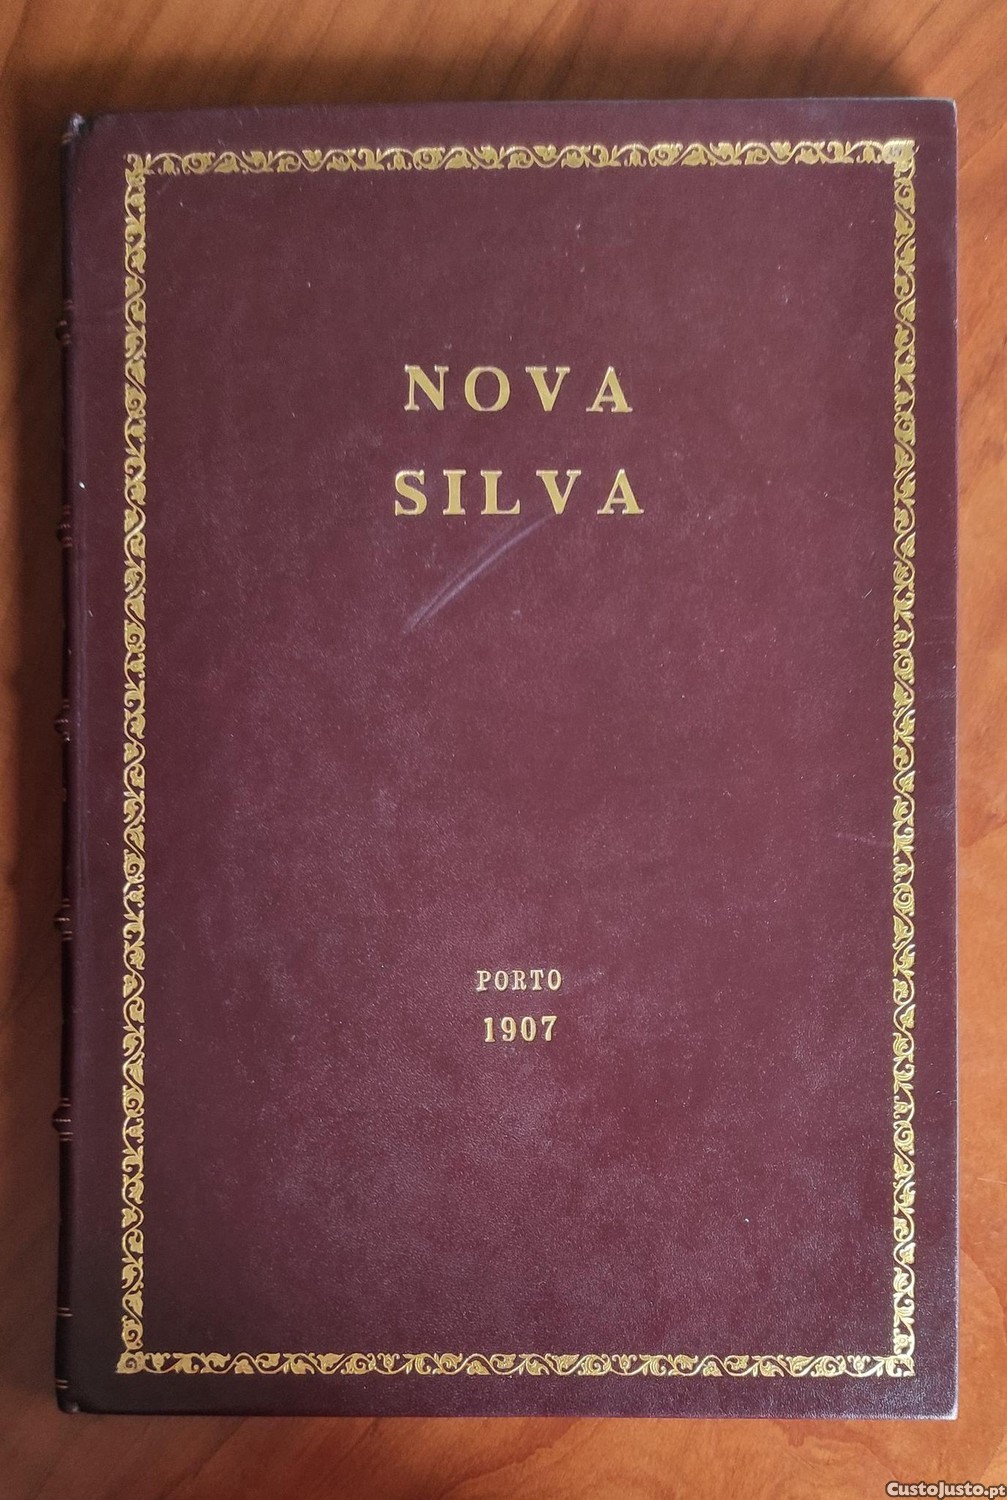 NOVA
SILVA
PORTO
1907
CustoJusto.pt